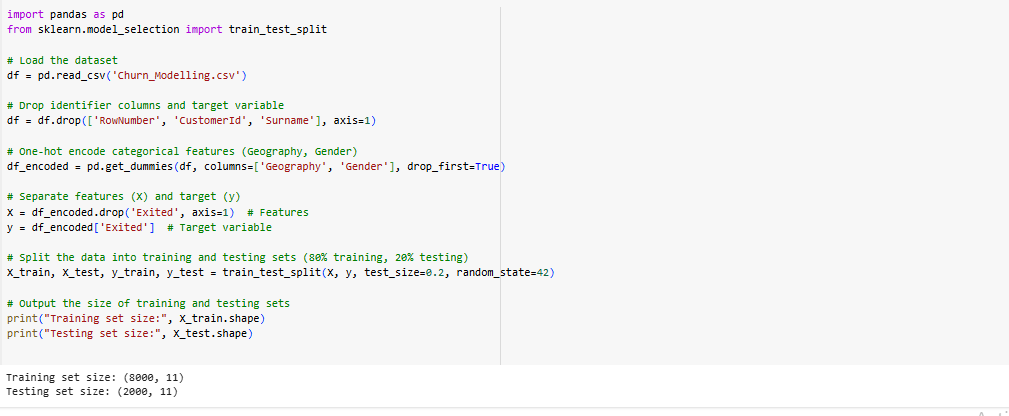 import pandas as pd
from sklearn.model_selection import train_test_split
# Load the dataset
df = pd.read_csv('Churn_Modelling.csv')
# Drop identifier columns and target variable
df = df.drop(['RowNumber', 'CustomerId', 'Surname'], axis=1)
# One-hot encode categorical features (Geography, Gender)
df_encoded = pd.get_dummies(df, columns=['Geography', 'Gender'], drop_first=True)
# Separate features (X) and target (y)
X = df_encoded.drop('Exited', axis=1)  # Features
y = df_encoded['Exited']  # Target variable
# Split the data into training and testing sets (80% training, 20% testing)
X_train, X_test, y_train, y_test = train_test_split(X, y, test_size=0.2, random_state=42)
# Output the size of training and testing sets
print("Training set size:", X_train.shape)
print("Testing set size:", X_test.shape)
Training set size: (8000, 11)
Testing set size: (2000, 11)